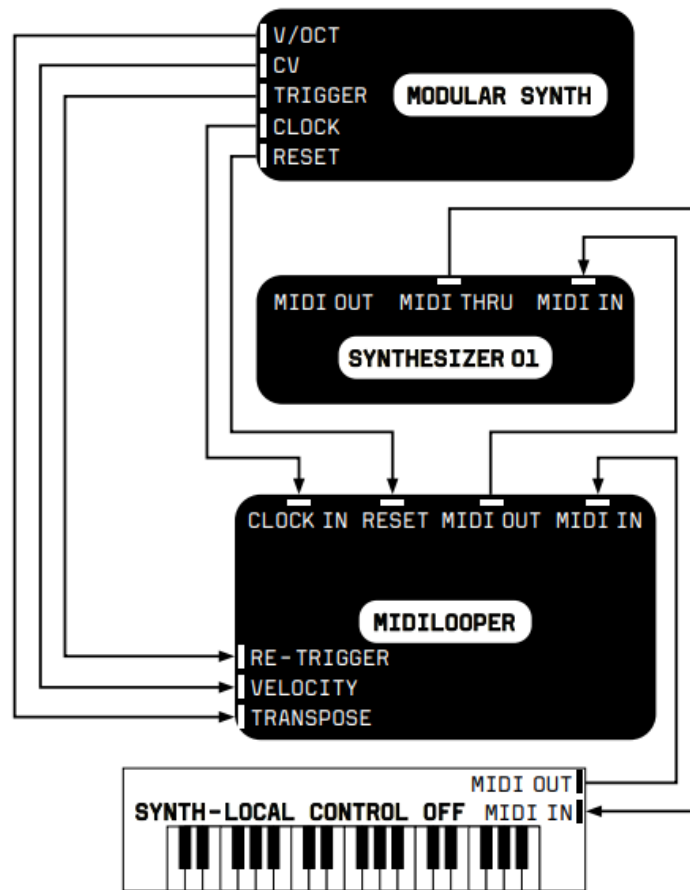 V/OCT
CV
TRIGGER
CLOCK
RESET
MODULAR SYNTH
MIDI OUT MIDI THRU MIDI IN
SYNTHESIZER 01
CLOCK IN RESET MIDI OUT MIDI IN
MIDILOOPER
RE-TRIGGER
VELOCITY
TRANSPOSE
MIDI OUT
SYNTH-LOCAL CONTROL OFF MIDI IN